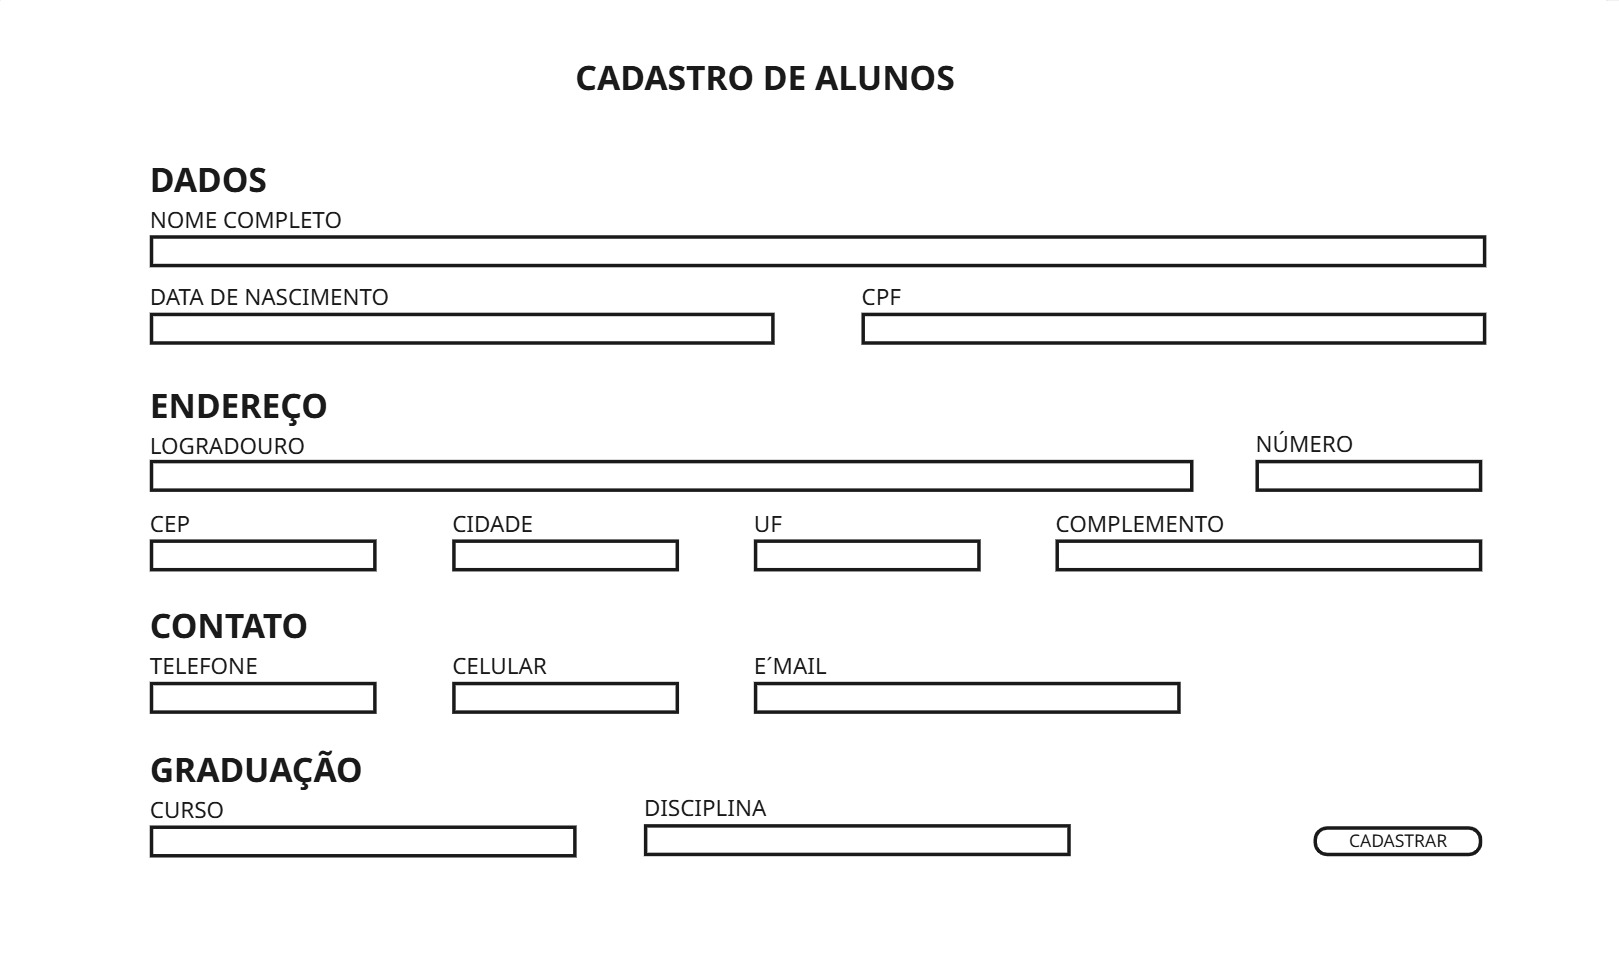 CADASTRO DE ALUNOS
DADOS
NOME COMPLETO
DATA DE NASCIMENTO CPF
ENDEREÇO
LOGRADOURO NÚMERO
CEP CIDADE UF COMPLEMENTO
CONTATO
TELEFONE CELULAR E´MAIL
GRADUAÇÃO
CURSO DISCIPLINA
CADASTRAR